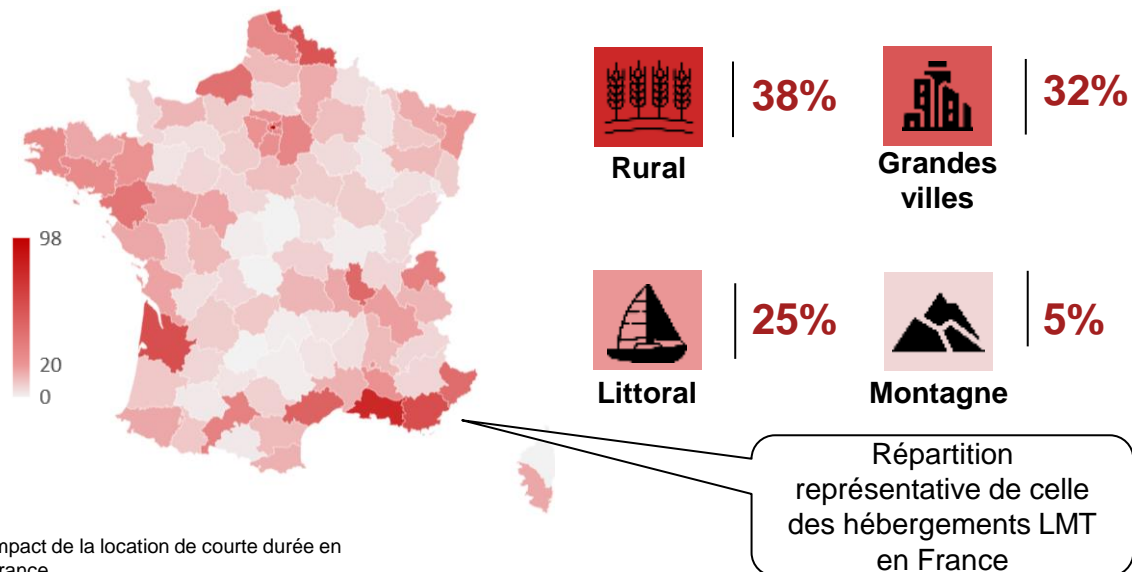 38%
Rural
32%
Grandes
villes
98
20
0
25%
Littoral
5%
Montagne
Répartition
représentative de celle
des hébergements LMT
en France
mpact de la location de courte durée en
rance